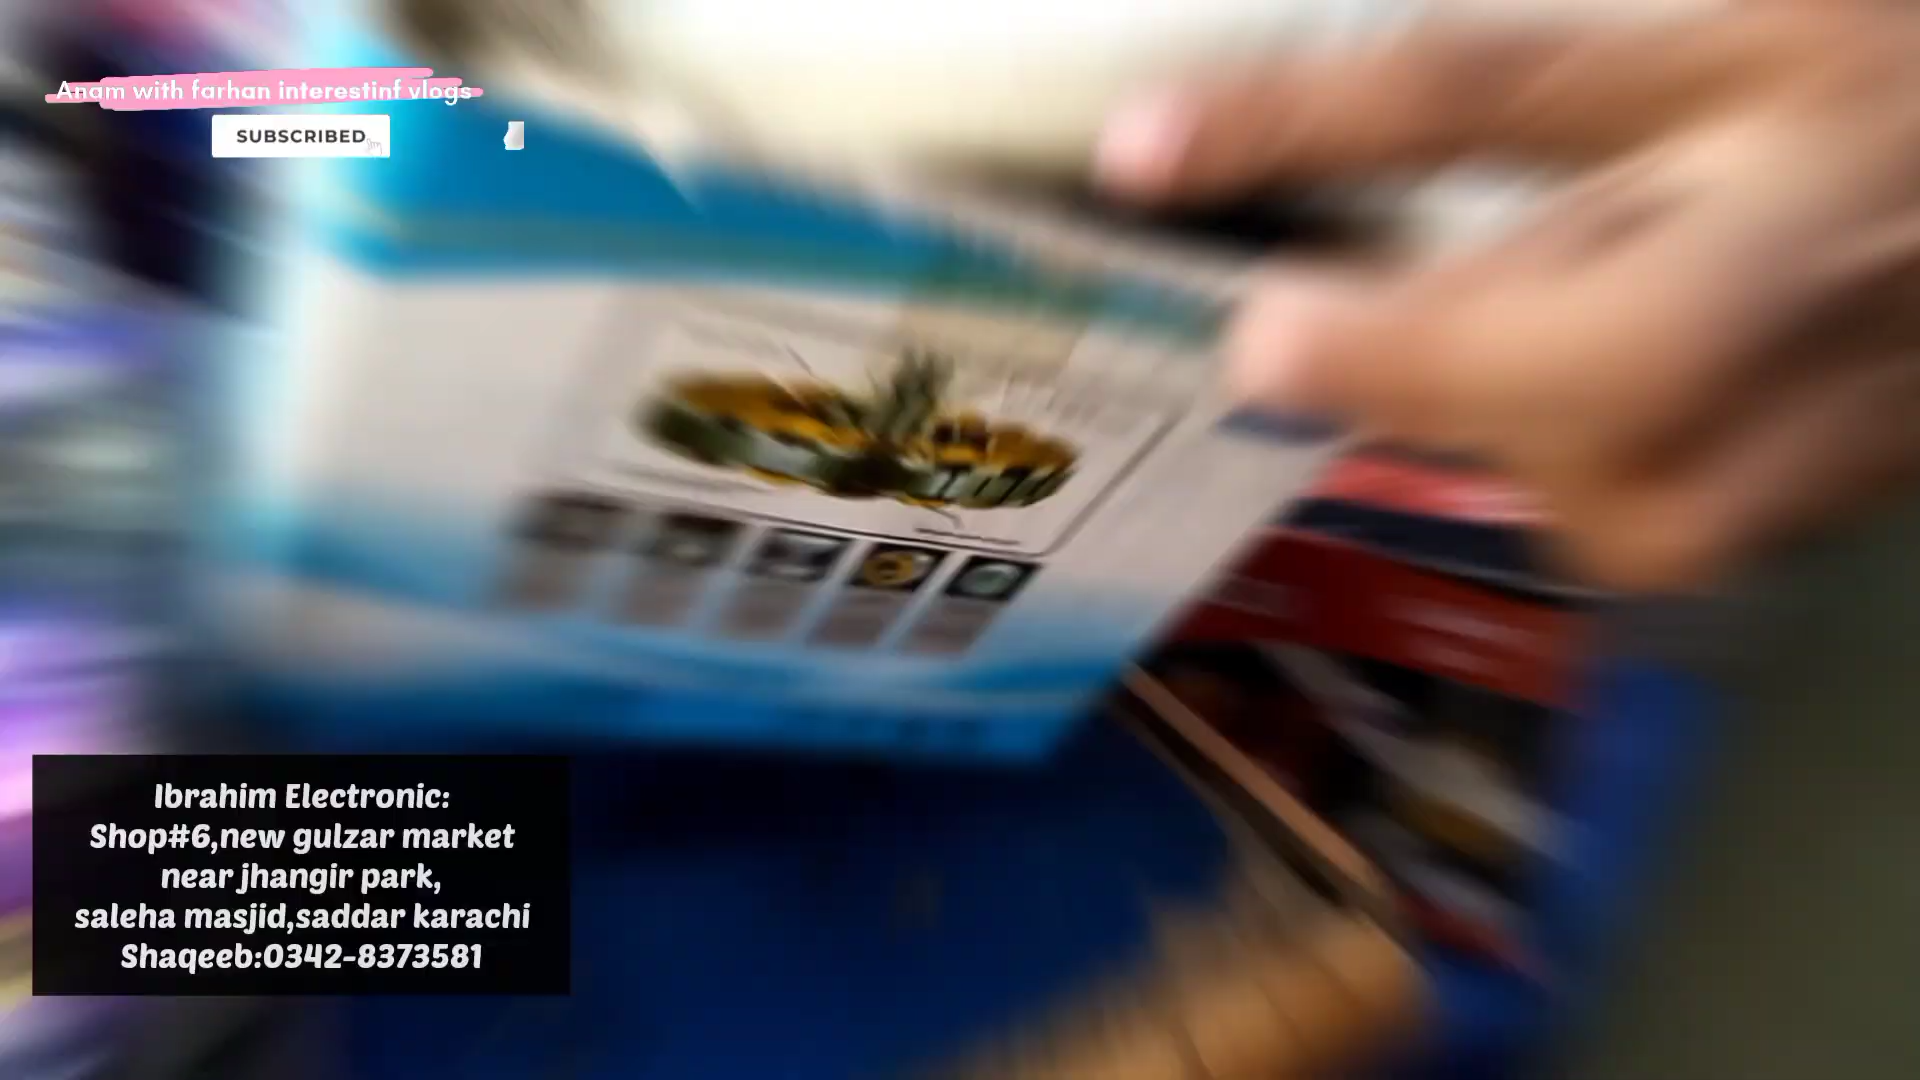 Anam with farhan interestinf vlogs
SUBSCRIBED
Ibrahim Electronic:
Shop#6,new gulzar market
near jhangir park,
saleha masjid,saddar karachi
Shaqeeb:0342-8373581